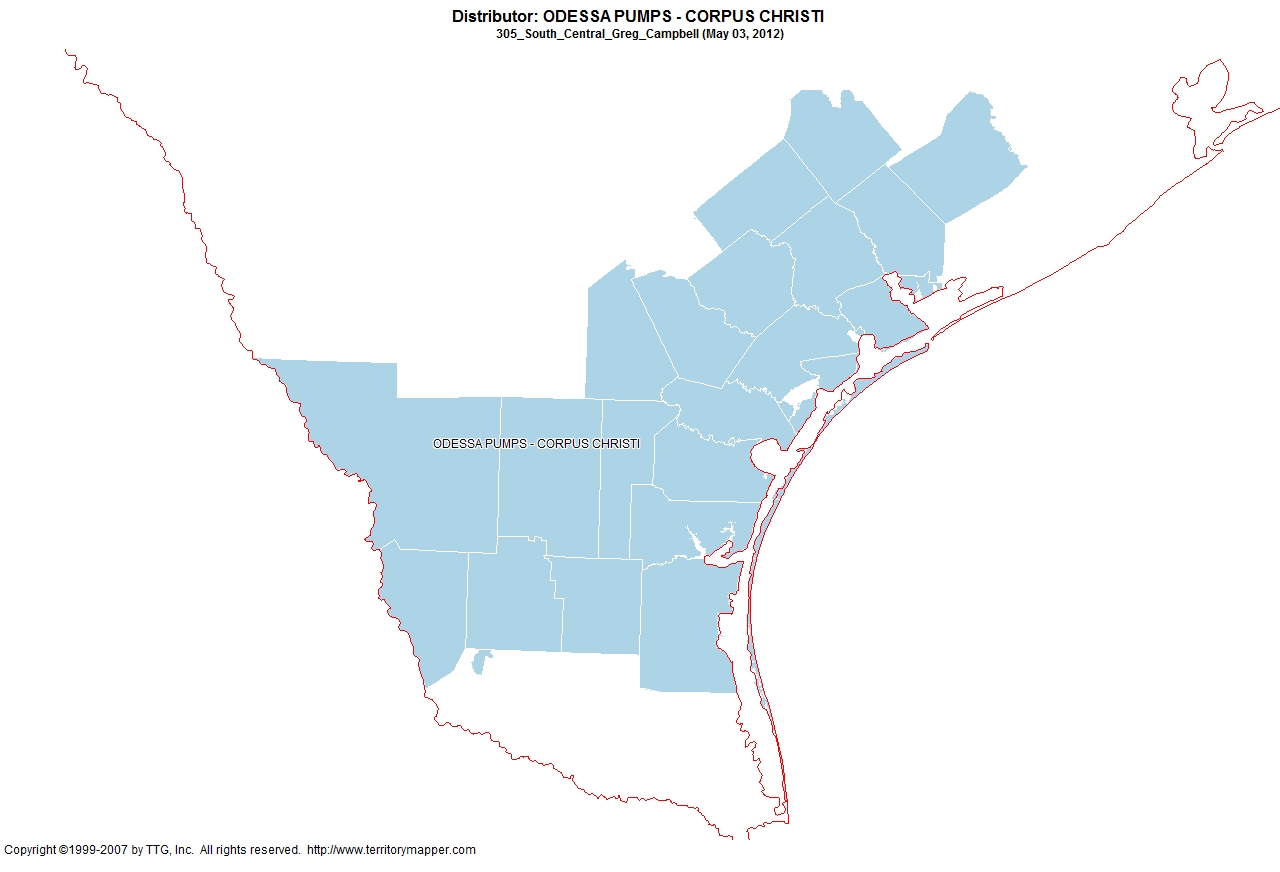 Distributor: ODESSA PUMPS - CORPUS CHRISTI
305_South_Central_Greg_Campbell (May 03, 2012)
ODESSA PUMPS - CORPUS CHRISTI
Copyright ©1999-2007 by TTG, Inc.  All rights reserved.  http://www.territorymapper.com